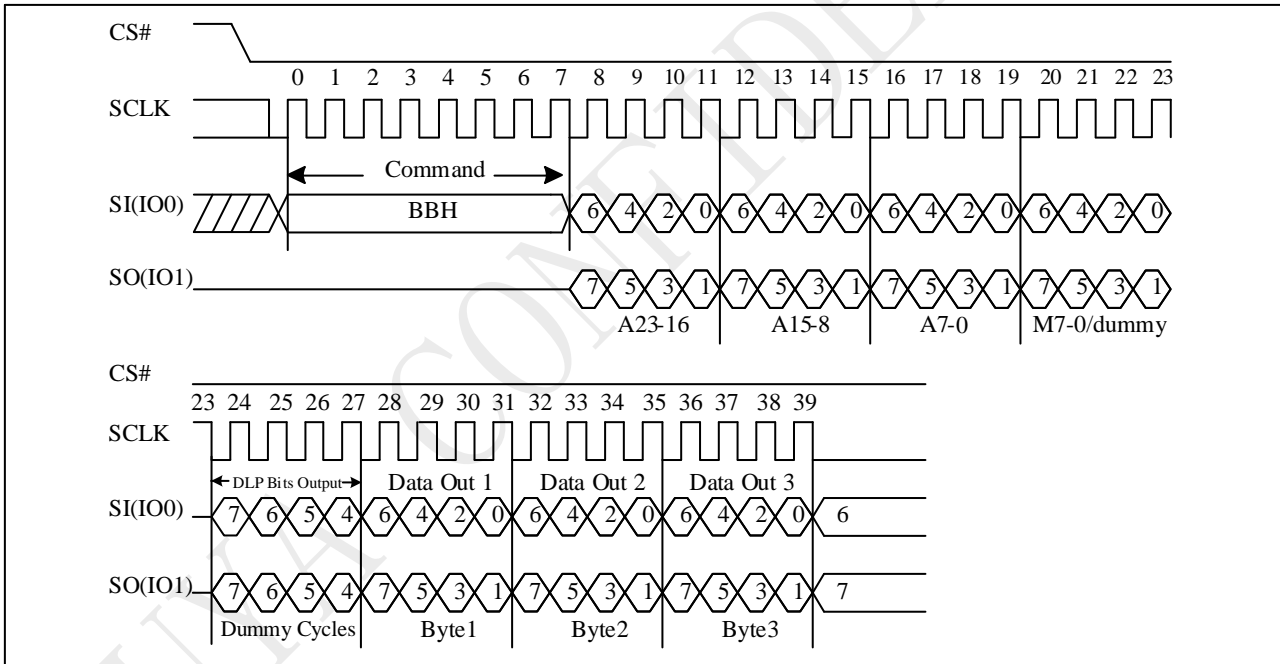 CS#
0 1 2 3 4 5 6 7 8 9 10 11 12 13 14 15 16 17 18 19 20 21 22 23
SCLK
Command
SI(IO0) BBH 6 4 2 0 6 4 2 0 6 4 2 0 6 4 2 0
SO(IO1) 7 5 3 1 7 5 3 1 7 5 3 1 7 5 3 1
A23-16 A15-8 A7-0 M7-0/dummy
CS#
23 24 25 26 27 28 29 30 31 32 33 34 35 36 37 38 39
SCLK
DLP Bits Output Data Out 1 Data Out 2 Data Out 3
SI(IO0) 7 6 5 4 6 4 2 0 6 4 2 0 6 4 2 0 6
SO(IO1) 7 6 5 4 7 5 3 1 7 5 3 1 7 5 3 1 7
Dummy Cycles Byte1 Byte2 Byte3